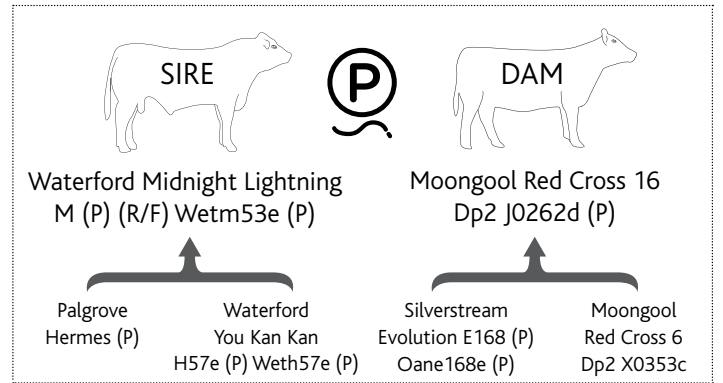 SIRE
P
DAM
Waterford Midnight Lightning
M (P) (R/F) Wetm53e (P)
Moongool Red Cross 16
Dp2 J0262d (P)
Palgrove
Hermes (P)
Waterford
You Kan Kan
H57e (P) Weth57e (P)
Silverstream
Evolution E168 (P)
Oane168e (P)
Moongool
Red Cross 6
Dp2 X0353c